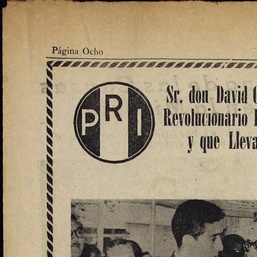 Página Ocho
PRI
Sr. don David
Revolucionario
y que Lleva